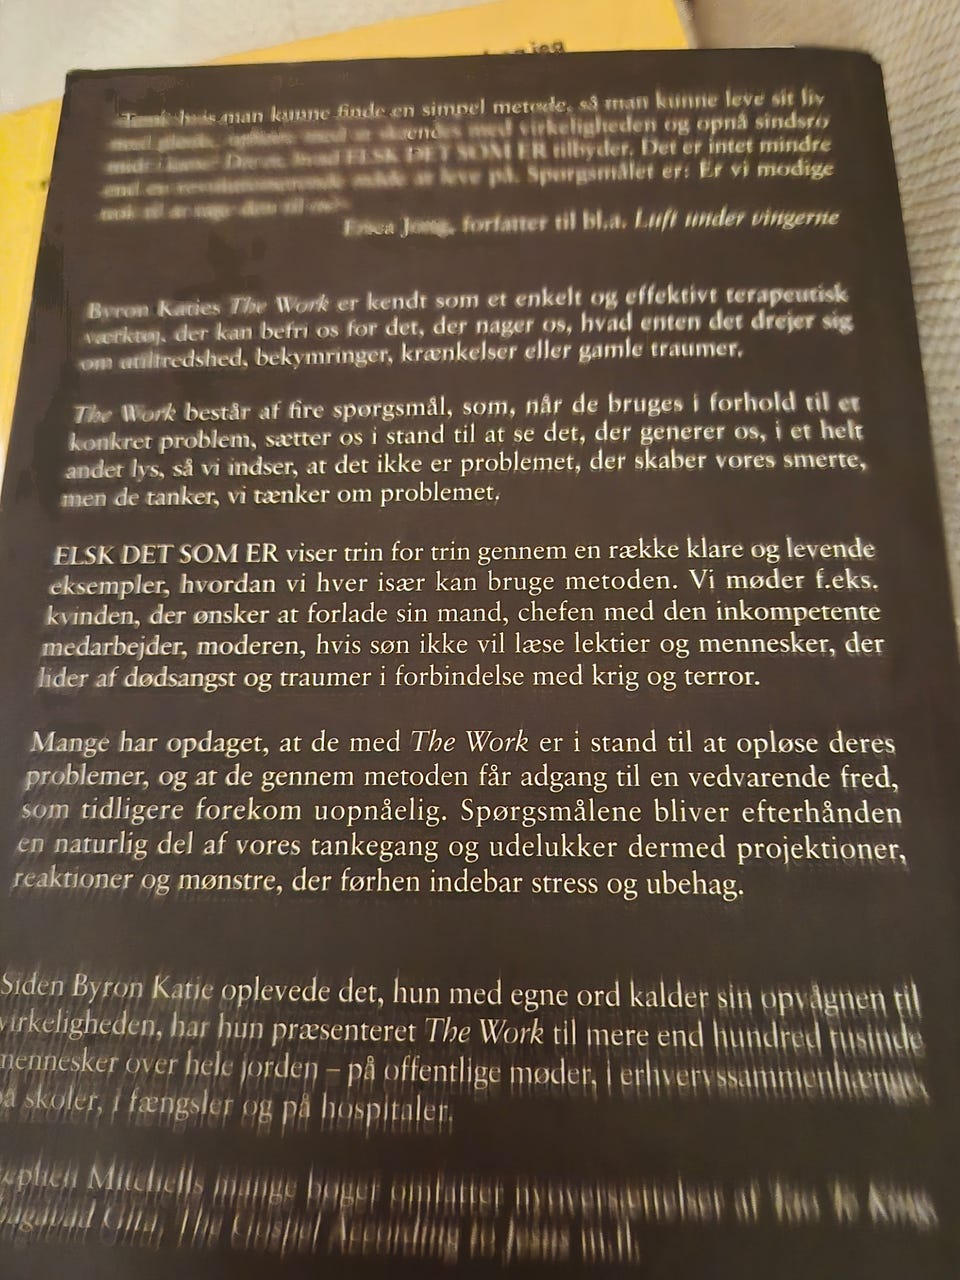 man kunne finde en simpel metode, så man kunne leve sit liv
med virkeligheden og opnå sindsro
ELSK DET SOM ER tilbyder. Det er intet mindre
end en måde at leve på. Spørgsmålet er: Er vi modige
nok til at
Erica Jong, forfatter til bl.a. Luft under vingerne
Byron Katies The Work er kendt som et enkelt og effektivt terapeutisk
værktøj, der kan befri os for det, der nager os, hvad enten det drejer sig
om utilfredshed, bekymringer, krænkelser eller gamle traumer.
The Work består af fire spørgsmål, som, når de bruges i forhold til et
konkret problem, sætter os i stand til at se det, der generer os, i et helt
andet lys, så vi indser, at det ikke er problemet, der skaber vores smerte,
men de tanker, vi tænker om problemet.
ELSK DET SOM ER viser trin for trin gennem en række klare og levende
eksempler, hvordan vi hver især kan bruge metoden. Vi møder f.eks.
kvinden, der ønsker at forlade sin mand, chefen med den inkompetente
medarbejder, moderen, hvis søn ikke vil læse lektier og mennesker, der
lider af dødsangst og traumer i forbindelse med krig og terror.
Mange har opdaget, at de med The Work er i stand til at opløse deres
problemer, og at de gennem metoden får adgang til en vedvarende fred,
som tidligere forekom uopnåelig. Spørgsmålene bliver efterhånden
en naturlig del af vores tankegang og udelukker dermed projektioner,
reaktioner og mønstre, der førhen indebar stress og ubehag.
Siden Byron Katie oplevede det, hun med egne ord kalder sin opvågnen til
virkeligheden, har hun præsenteret The Work til mere end hundred tusinde
mennesker over hele jorden – på offentlige møder, i erhvervssammenhænge,
på skoler, i fængsler og på hospitaler.
Mitchells mange bøger omfatter af
The Gospel According to Jesus